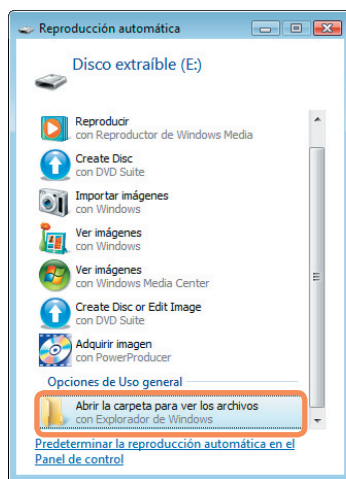 Reproducción automática
Disco extraíble (E:)
Reproducir
con Reproductor de Windows Media
Create Disc
con DVD Suite
Importar imágenes
con Windows
Ver imágenes
con Windows
Ver imágenes
con Windows Media Center
Create Disc or Edit Image
con DVD Suite
Adquirir imagen
con PowerProducer
Opciones de Uso general
Abrir la carpeta para ver los archivos
con Explorador de Windows
Predeterminar la reproducción automática en el
Panel de control